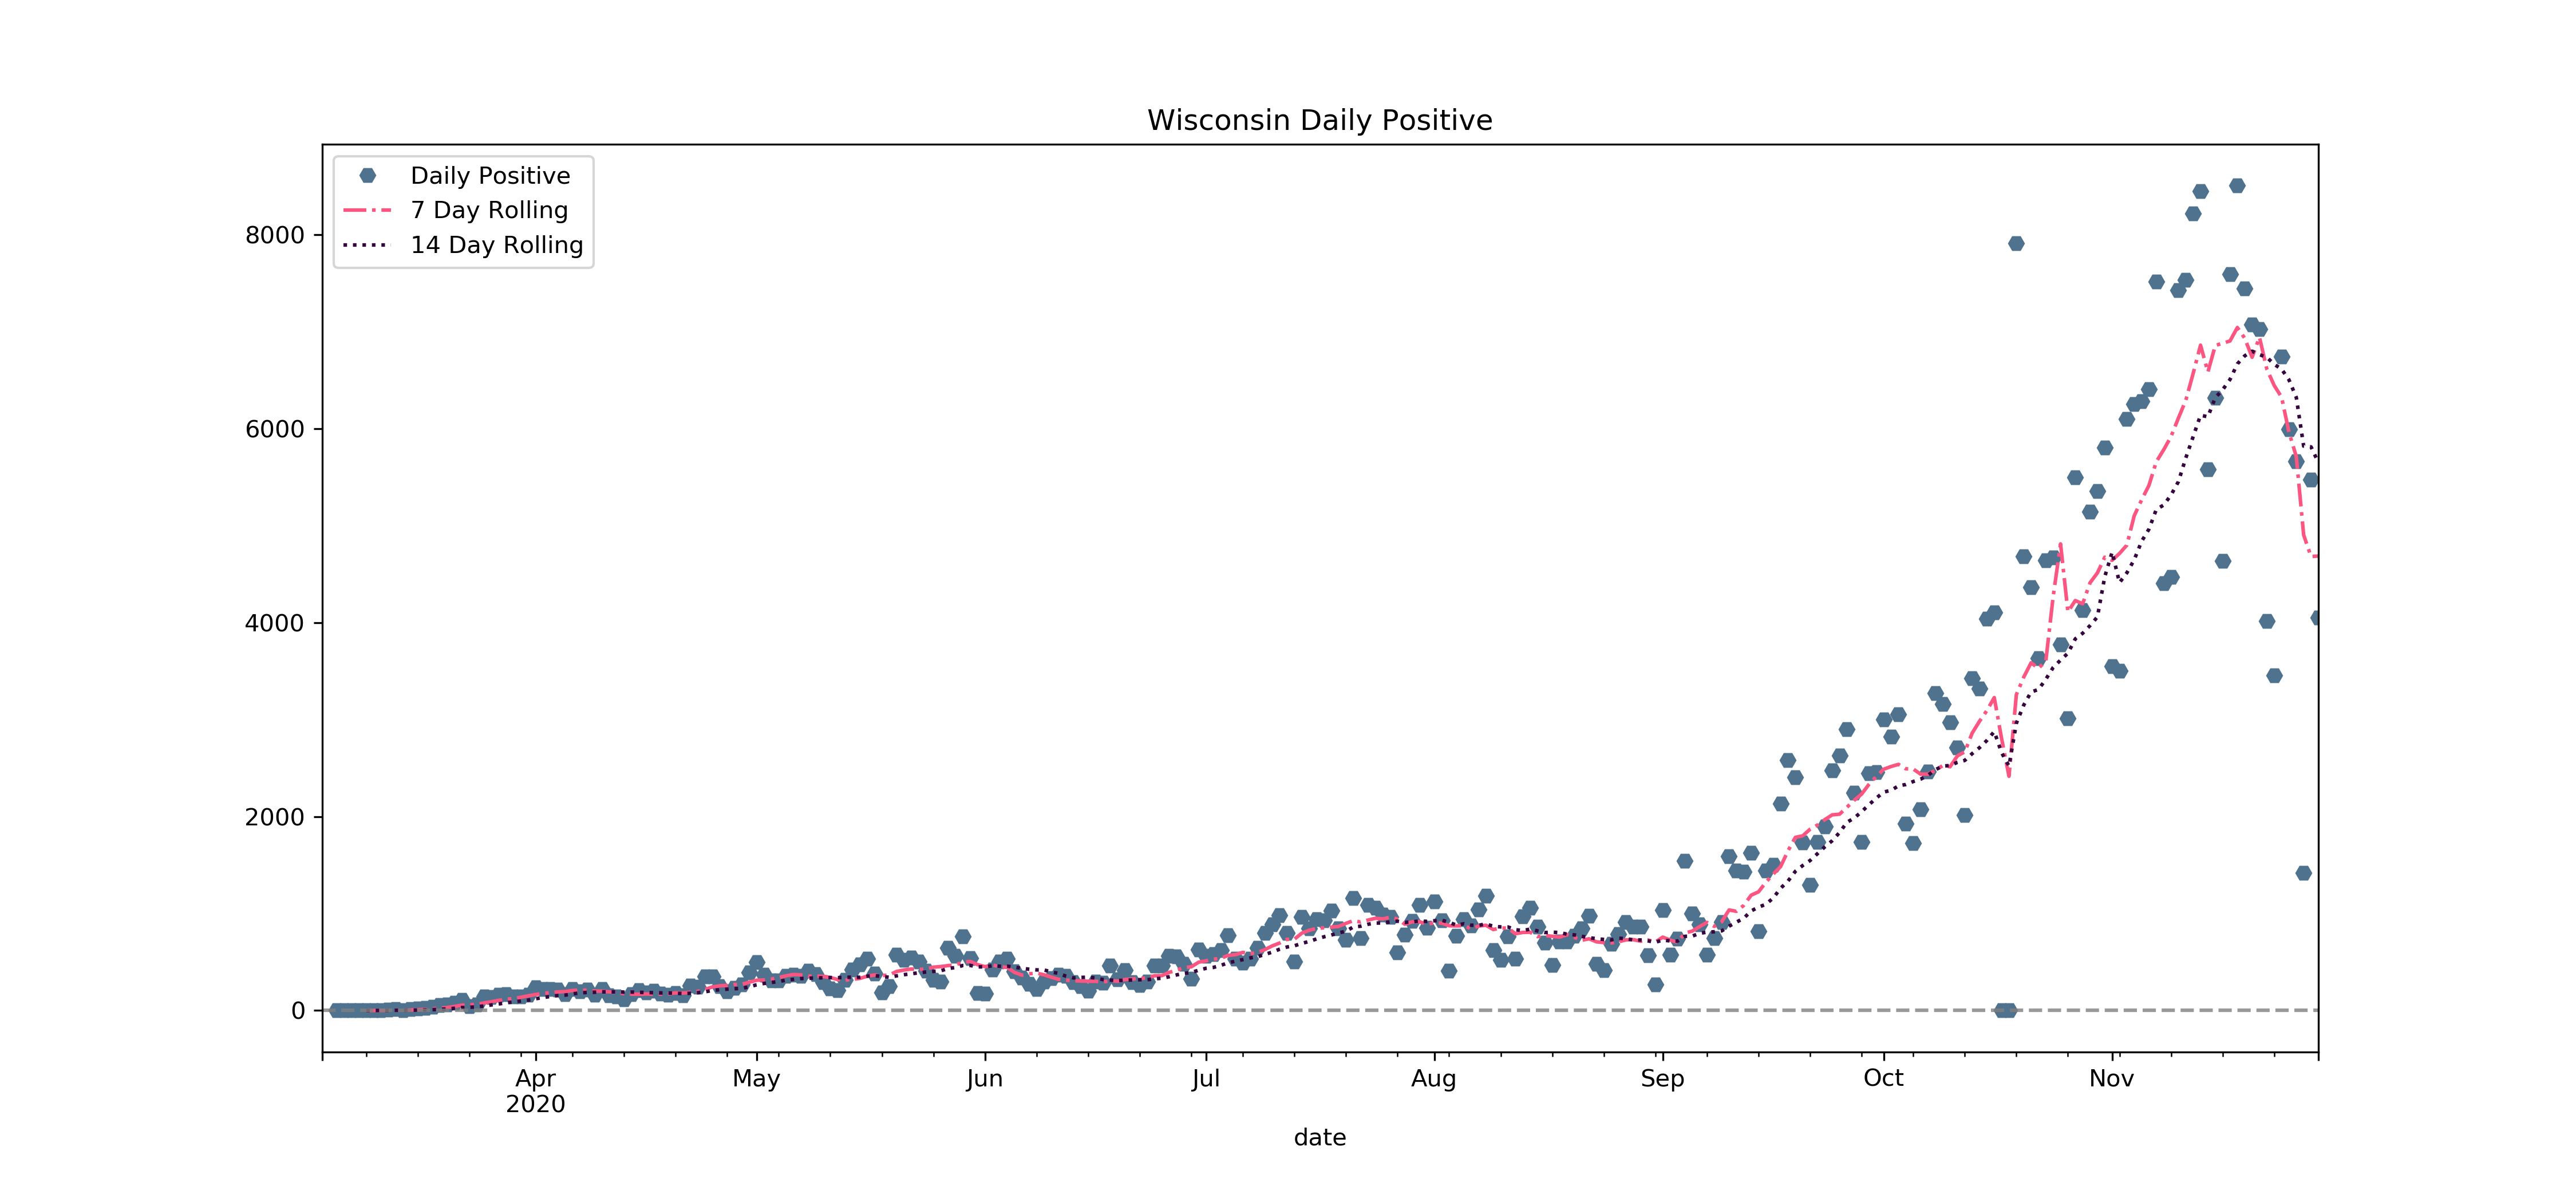 Wisconsin Daily Positive
Daily Positive
7 Day Rolling
14 Day Rolling
8000
6000
4000
2000
0
Apr May Jun Jul Aug Sep Oct Nov
2020
date